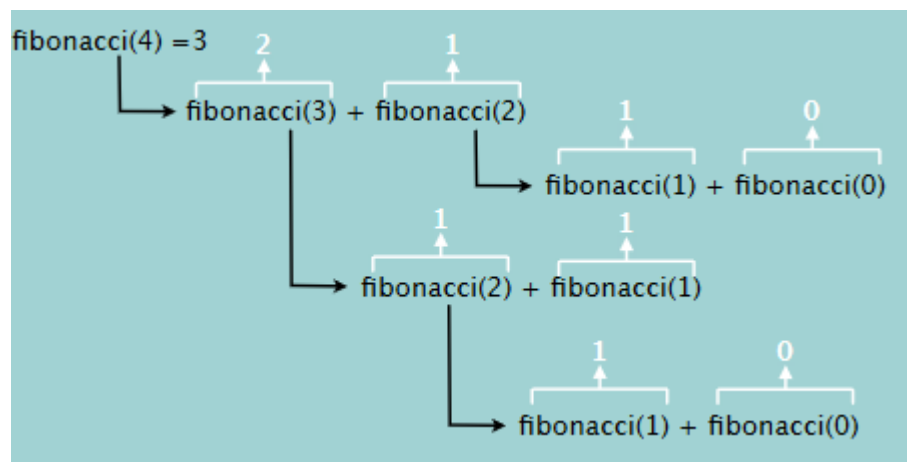 fibonacci(4) =3
2 1
fibonacci(3) + fibonacci(2)
1 0
fibonacci(1) + fibonacci(0)
1 1
fibonacci(2) + fibonacci(1)
1 0
fibonacci(1) + fibonacci(0)